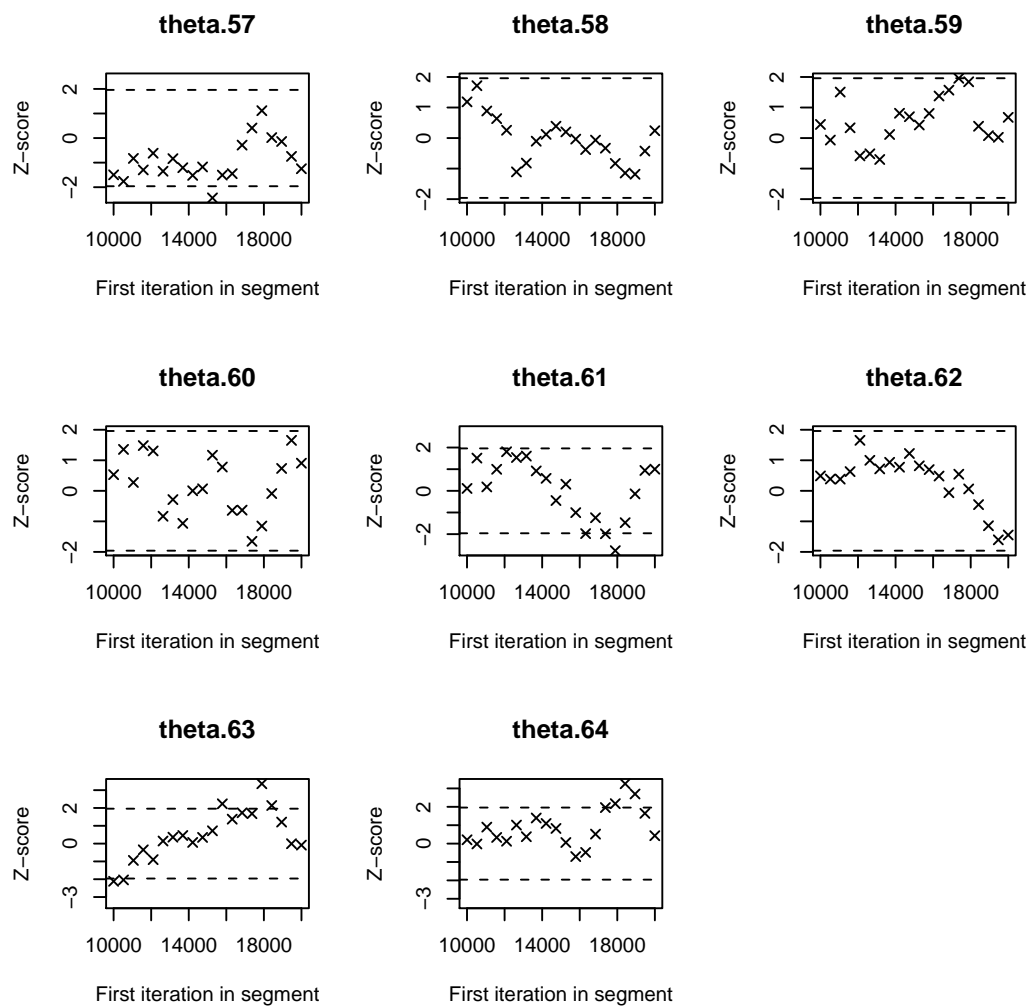 theta.57
Z−score
−2
0
2
10000 14000 18000
First iteration in segment
theta.58
Z−score
−2
0
1
2
10000 14000 18000
First iteration in segment
theta.59
Z−score
−2
0
1
2
10000 14000 18000
First iteration in segment
theta.60
Z−score
−2
0
1
2
10000 14000 18000
First iteration in segment
theta.61
Z−score
−2
0
2
10000 14000 18000
First iteration in segment
theta.62
Z−score
−2
0
1
2
10000 14000 18000
First iteration in segment
theta.63
Z−score
−3
0
2
10000 14000 18000
First iteration in segment
theta.64
Z−score
−3
0
2
10000 14000 18000
First iteration in segment